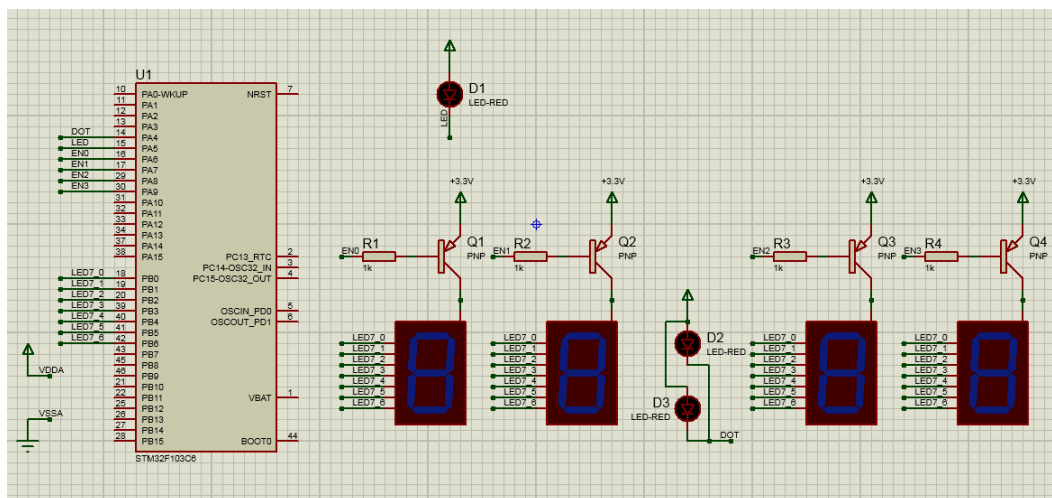 U1
10 PA0-WKUP NRST 7
11 PA1
12 PA2
13 PA3
DOT 14 PA4
LED 15 PA5
EN0 16 PA6
EN1 17 PA7
EN2 29 PA8
EN3 30 PA9
31 PA10
32 PA11
33 PA12
34 PA13
37 PA14
38 PA15
PC13_RTC 2
PC14-OSC32_IN 3
PC15-OSC32_OUT 4
LED7_0 18 PB0
LED7_1 19 PB1
LED7_2 20 PB2
LED7_3 39 PB3
LED7_4 40 PB4
LED7_5 41 PB5
LED7_6 42 PB6
43 PB7
45 PB8
46 PB9
21 PB10
22 PB11
25 PB12
26 PB13
27 PB14
28 PB15
OSCIN_PD0 5
OSCOUT_PD1 6
VBAT 1
BOOT0 44
STM32F103C6
VDDA
VSSA
D1
LED-RED
LED
+3.3V
EN0 R1
1k
Q1
PNP
LED7_0
LED7_1
LED7_2
LED7_3
LED7_4
LED7_5
LED7_6
+3.3V
EN1 R2
1k
Q2
PNP
LED7_0
LED7_1
LED7_2
LED7_3
LED7_4
LED7_5
LED7_6
D2
LED-RED
D3
LED-RED
DOT
+3.3V
EN2 R3
1k
Q3
PNP
LED7_0
LED7_1
LED7_2
LED7_3
LED7_4
LED7_5
LED7_6
+3.3V
EN3 R4
1k
Q4
PNP
LED7_0
LED7_1
LED7_2
LED7_3
LED7_4
LED7_5
LED7_6